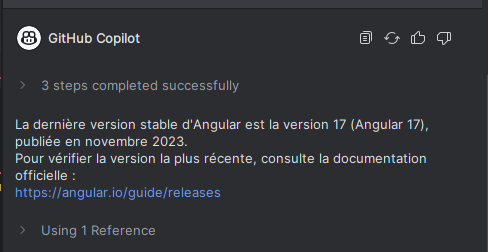 GitHub Copilot
3 steps completed successfully
La dernière version stable d'Angular est la version 17 (Angular 17),
publiée en novembre 2023.
Pour vérifier la version la plus récente, consulte la documentation
officielle :
https://angular.io/guide/releases
Using 1 Reference